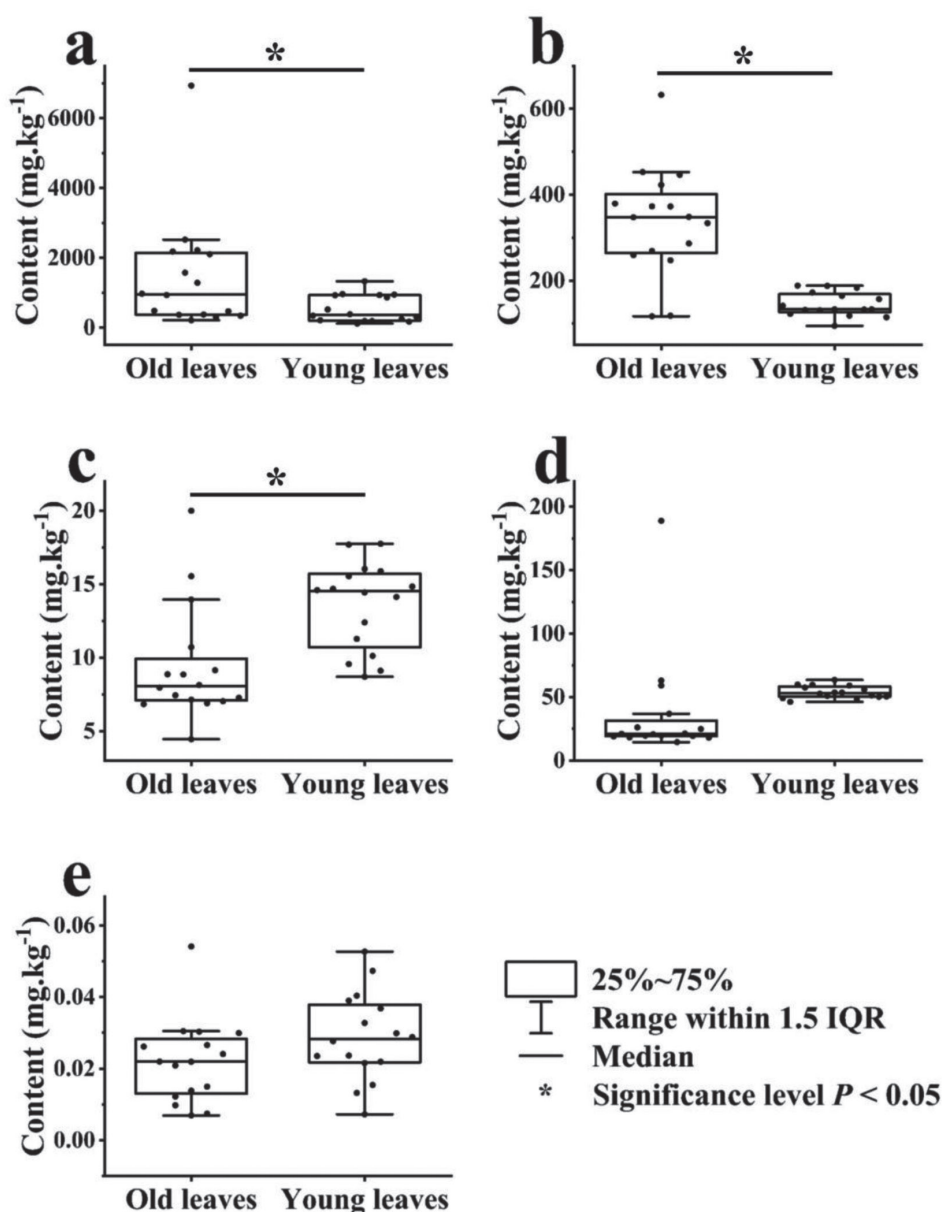 a
*
Content (mg.kg-1)
6000
4000
2000
0
Old leaves Young leaves
b
*
Content (mg.kg-1)
600
400
200
Old leaves Young leaves
c
*
Content (mg.kg-1)
20
15
10
5
Old leaves Young leaves
d
Content (mg.kg-1)
200
150
100
50
0
Old leaves Young leaves
e
Content (mg.kg-1)
0.06
0.04
0.02
0.00
Old leaves Young leaves
25%~75%
Range within 1.5 IQR
Median
* Significance level P < 0.05